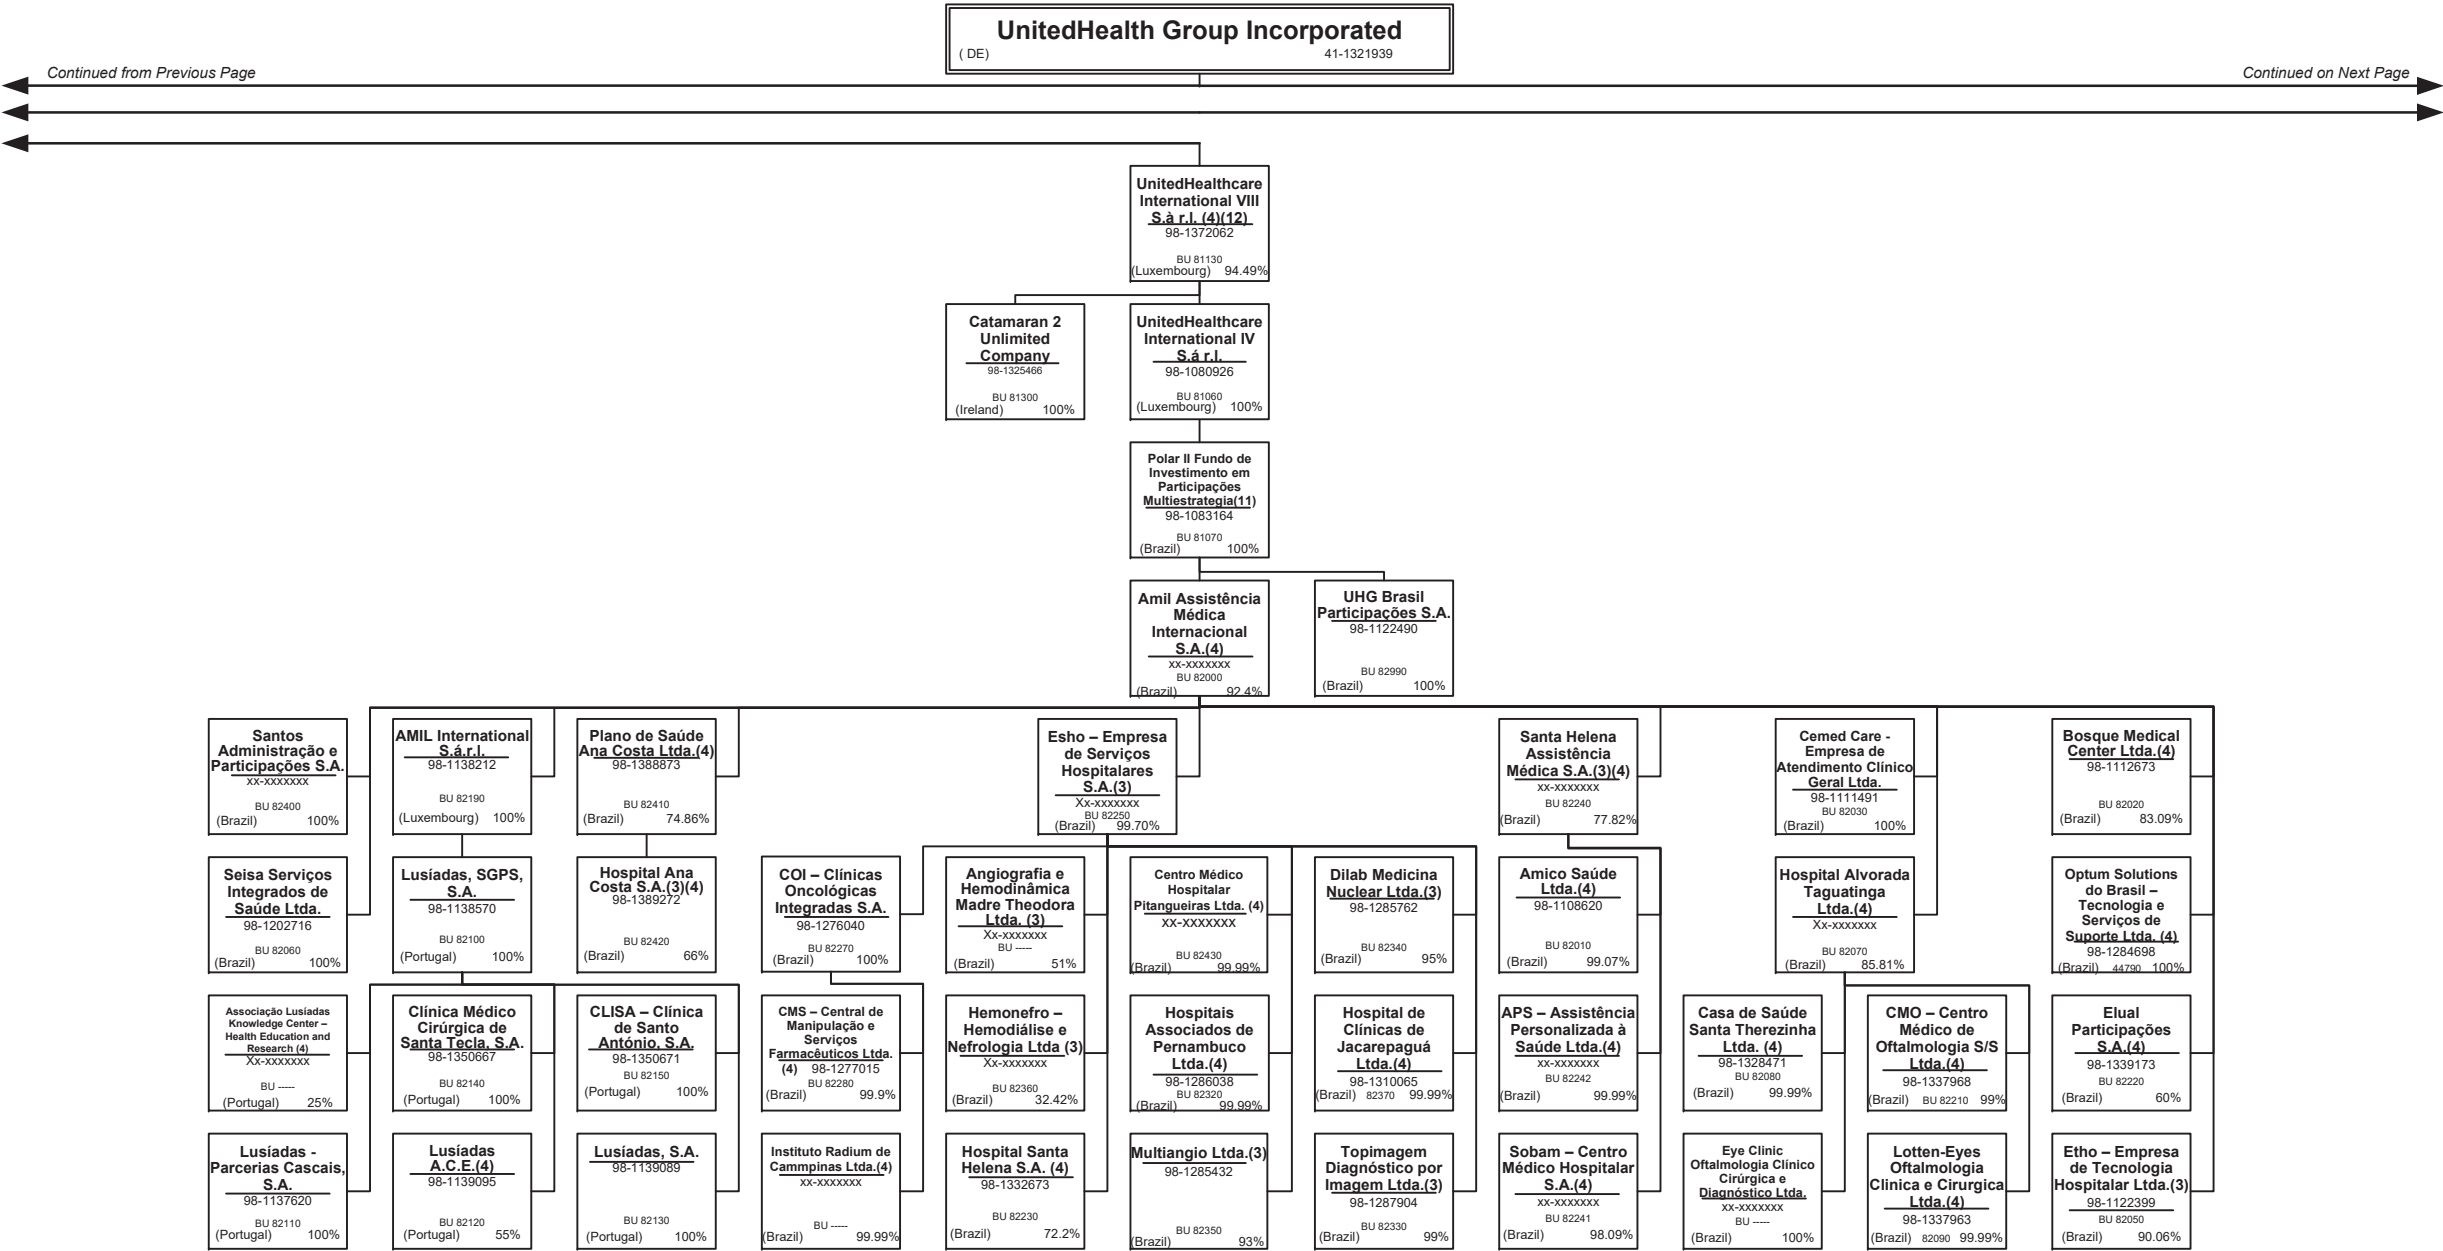 UnitedHealth Group Incorporated
( DE) 41-1321939
Continued from Previous Page
Continued on Next Page
UnitedHealthcare
International VIII
S.à r.l. (4)(12)
98-1372062
BU 81130
(Luxembourg) 94.49%
Catamaran 2
Unlimited
Company
98-1325466
BU 81300
(Ireland) 100%
UnitedHealthcare
International IV
S.á r.l.
98-1080926
BU 81060
(Luxembourg) 100%
Polar II Fundo de
Investimento em
Participações
Multiestrategia(11)
98-1083164
BU 81070
(Brazil) 100%
Amil Assistência
Médica
Internacional
S.A.(4)
xx-xxxxxxx
BU 82000
(Brazil) 92.4%
UHG Brasil
Participações S.A.
98-1122490
BU 82990
(Brazil) 100%
Santos
Administração e
Participações S.A.
xx-xxxxxxx
BU 82400
(Brazil) 100%
AMIL International
S.á.r.l.
98-1138212
BU 82190
(Luxembourg) 100%
Plano de Saúde
Ana Costa Ltda.(4)
98-1388873
BU 82410
(Brazil) 74.86%
Esho – Empresa
de Serviços
Hospitalares
S.A.(3)
Xx-xxxxxxx
BU 82250
(Brazil) 99.70%
Santa Helena
Assistência
Médica S.A.(3)(4)
xx-xxxxxxx
BU 82240
(Brazil) 77.82%
Cemed Care -
Empresa de
Atendimento Clínico
Geral Ltda.
98-1111491
BU 82030
(Brazil) 100%
Bosque Medical
Center Ltda.(4)
98-1112673
BU 82020
(Brazil) 83.09%
Seisa Serviços
Integrados de
Saúde Ltda.
98-1202716
BU 82060
(Brazil) 100%
Lusíadas, SGPS,
S.A.
98-1138570
BU 82100
(Portugal) 100%
Hospital Ana
Costa S.A.(3)(4)
98-1389272
BU 82420
(Brazil) 66%
COI – Clínicas
Oncológicas
Integradas S.A.
98-1276040
BU 82270
(Brazil) 100%
Angiografia e
Hemodinâmica
Madre Theodora
Ltda. (3)
Xx-xxxxxxx
BU -----
(Brazil) 51%
Centro Médico
Hospitalar
Pitangueiras Ltda. (4)
xx-xxxxxxx
BU 82430
(Brazil) 99.99%
Dilab Medicina
Nuclear Ltda.(3)
98-1285762
BU 82340
(Brazil) 95%
Amico Saúde
Ltda.(4)
98-1108620
BU 82010
(Brazil) 99.07%
Hospital Alvorada
Taguatinga
Ltda.(4)
Xx-xxxxxxx
BU 82070
(Brazil) 85.81%
Optum Solutions
do Brasil –
Tecnologia e
Serviços de
Suporte Ltda. (4)
98-1284698
(Brazil) 44790 100%
Associação Lusíadas
Knowledge Center –
Health Education and
Research (4)
Xx-xxxxxxx
BU -----
(Portugal) 25%
Clínica Médico
Cirúrgica de
Santa Tecla, S.A.
98-1350667
BU 82140
(Portugal) 100%
CLISA – Clínica
de Santo
António, S.A.
98-1350671
BU 82150
(Portugal) 100%
CMS – Central de
Manipulação e
Serviços
Farmacêuticos Ltda.
(4) 98-1277015
BU 82280
(Brazil) 99.9%
Hemonefro –
Hemodiálise e
Nefrologia Ltda (3)
Xx-xxxxxxx
BU 82360
(Brazil) 32.42%
Hospitais
Associados de
Pernambuco
Ltda.(4)
98-1286038
BU 82320
(Brazil) 99.99%
Hospital de
Clínicas de
Jacarepaguá
Ltda.(4)
98-1310065
(Brazil) 82370 99.99%
APS – Assistência
Personalizada à
Saúde Ltda.(4)
xx-xxxxxxx
BU 82242
(Brazil) 99.99%
Casa de Saúde
Santa Therezinha
Ltda. (4)
98-1328471
BU 82080
(Brazil) 99.99%
CMO – Centro
Médico de
Oftalmologia S/S
Ltda.(4)
98-1337968
(Brazil) BU 82210 99%
Elual
Participações
S.A.(4)
98-1339173
BU 82220
(Brazil) 60%
Lusíadas -
Parcerias Cascais,
S.A.
98-1137620
BU 82110
(Portugal) 100%
Lusíadas
A.C.E.(4)
98-1139095
BU 82120
(Portugal) 55%
Lusíadas, S.A.
98-1139089
BU 82130
(Portugal) 100%
Instituto Radium de
Cammpinas Ltda.(4)
xx-xxxxxxx
BU -----
(Brazil) 99.99%
Hospital Santa
Helena S.A. (4)
98-1332673
BU 82230
(Brazil) 72.2%
Multiangio Ltda.(3)
98-1285432
BU 82350
(Brazil) 93%
Topimagem
Diagnóstico por
Imagem Ltda.(3)
98-1287904
BU 82330
(Brazil) 99%
Sobam – Centro
Médico Hospitalar
S.A.(4)
xx-xxxxxxx
BU 82241
(Brazil) 98.09%
Eye Clinic
Oftalmologia Clínico
Cirúrgica e
Diagnóstico Ltda.
xx-xxxxxxx
BU -----
(Brazil) 100%
Lotten-Eyes
Oftalmologia
Clinica e Cirurgica
Ltda.(4)
98-1337963
(Brazil) 82090 99.99%
Etho – Empresa
de Tecnologia
Hospitalar Ltda.(3)
98-1122399
BU 82050
(Brazil) 90.06%